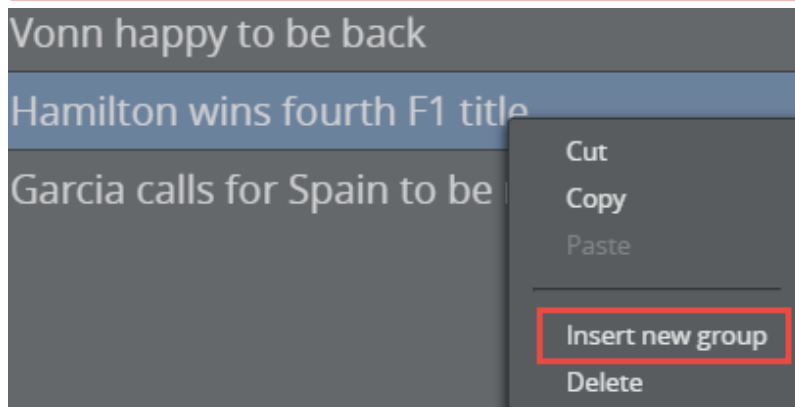 Vonn happy to be back
Hamilton wins fourth F1 title
Garcia calls for Spain to be
Cut
Copy
Paste
Insert new group
Delete